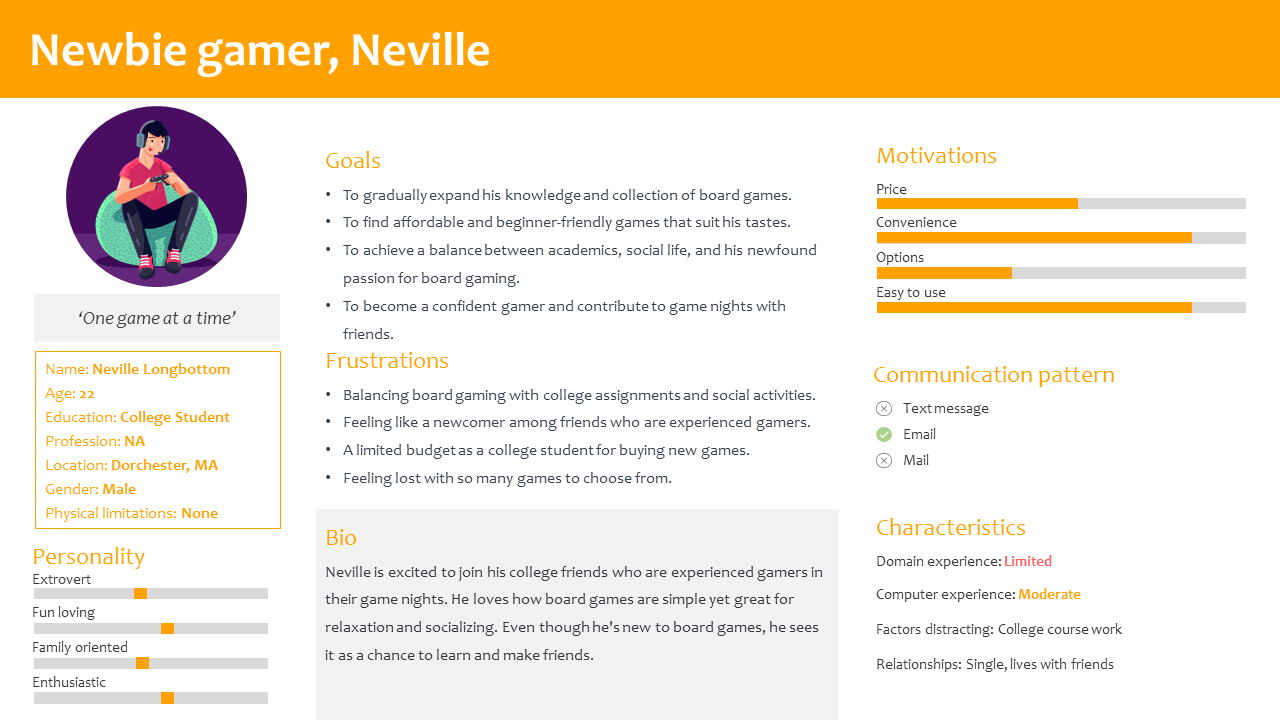 Newbie gamer, Neville
‘One game at a time’
Name: Neville Longbottom
Age: 22
Education: College Student
Profession: NA
Location: Dorchester, MA
Gender: Male
Physical limitations: None
Personality
Extrovert
Fun loving
Family oriented
Enthusiastic
Goals
• To gradually expand his knowledge and collection of board games.
• To find affordable and beginner-friendly games that suit his tastes.
• To achieve a balance between academics, social life, and his newfound
passion for board gaming.
• To become a confident gamer and contribute to game nights with
friends.
Frustrations
• Balancing board gaming with college assignments and social activities.
• Feeling like a newcomer among friends who are experienced gamers.
• A limited budget as a college student for buying new games.
• Feeling lost with so many games to choose from.
Bio
Neville is excited to join his college friends who are experienced gamers in
their game nights. He loves how board games are simple yet great for
relaxation and socializing. Even though he's new to board games, he sees
it as a chance to learn and make friends.
Motivations
Price
Convenience
Options
Easy to use
Communication pattern
Text message
Email
Mail
Characteristics
Domain experience: Limited
Computer experience: Moderate
Factors distracting: College course work
Relationships: Single, lives with friends